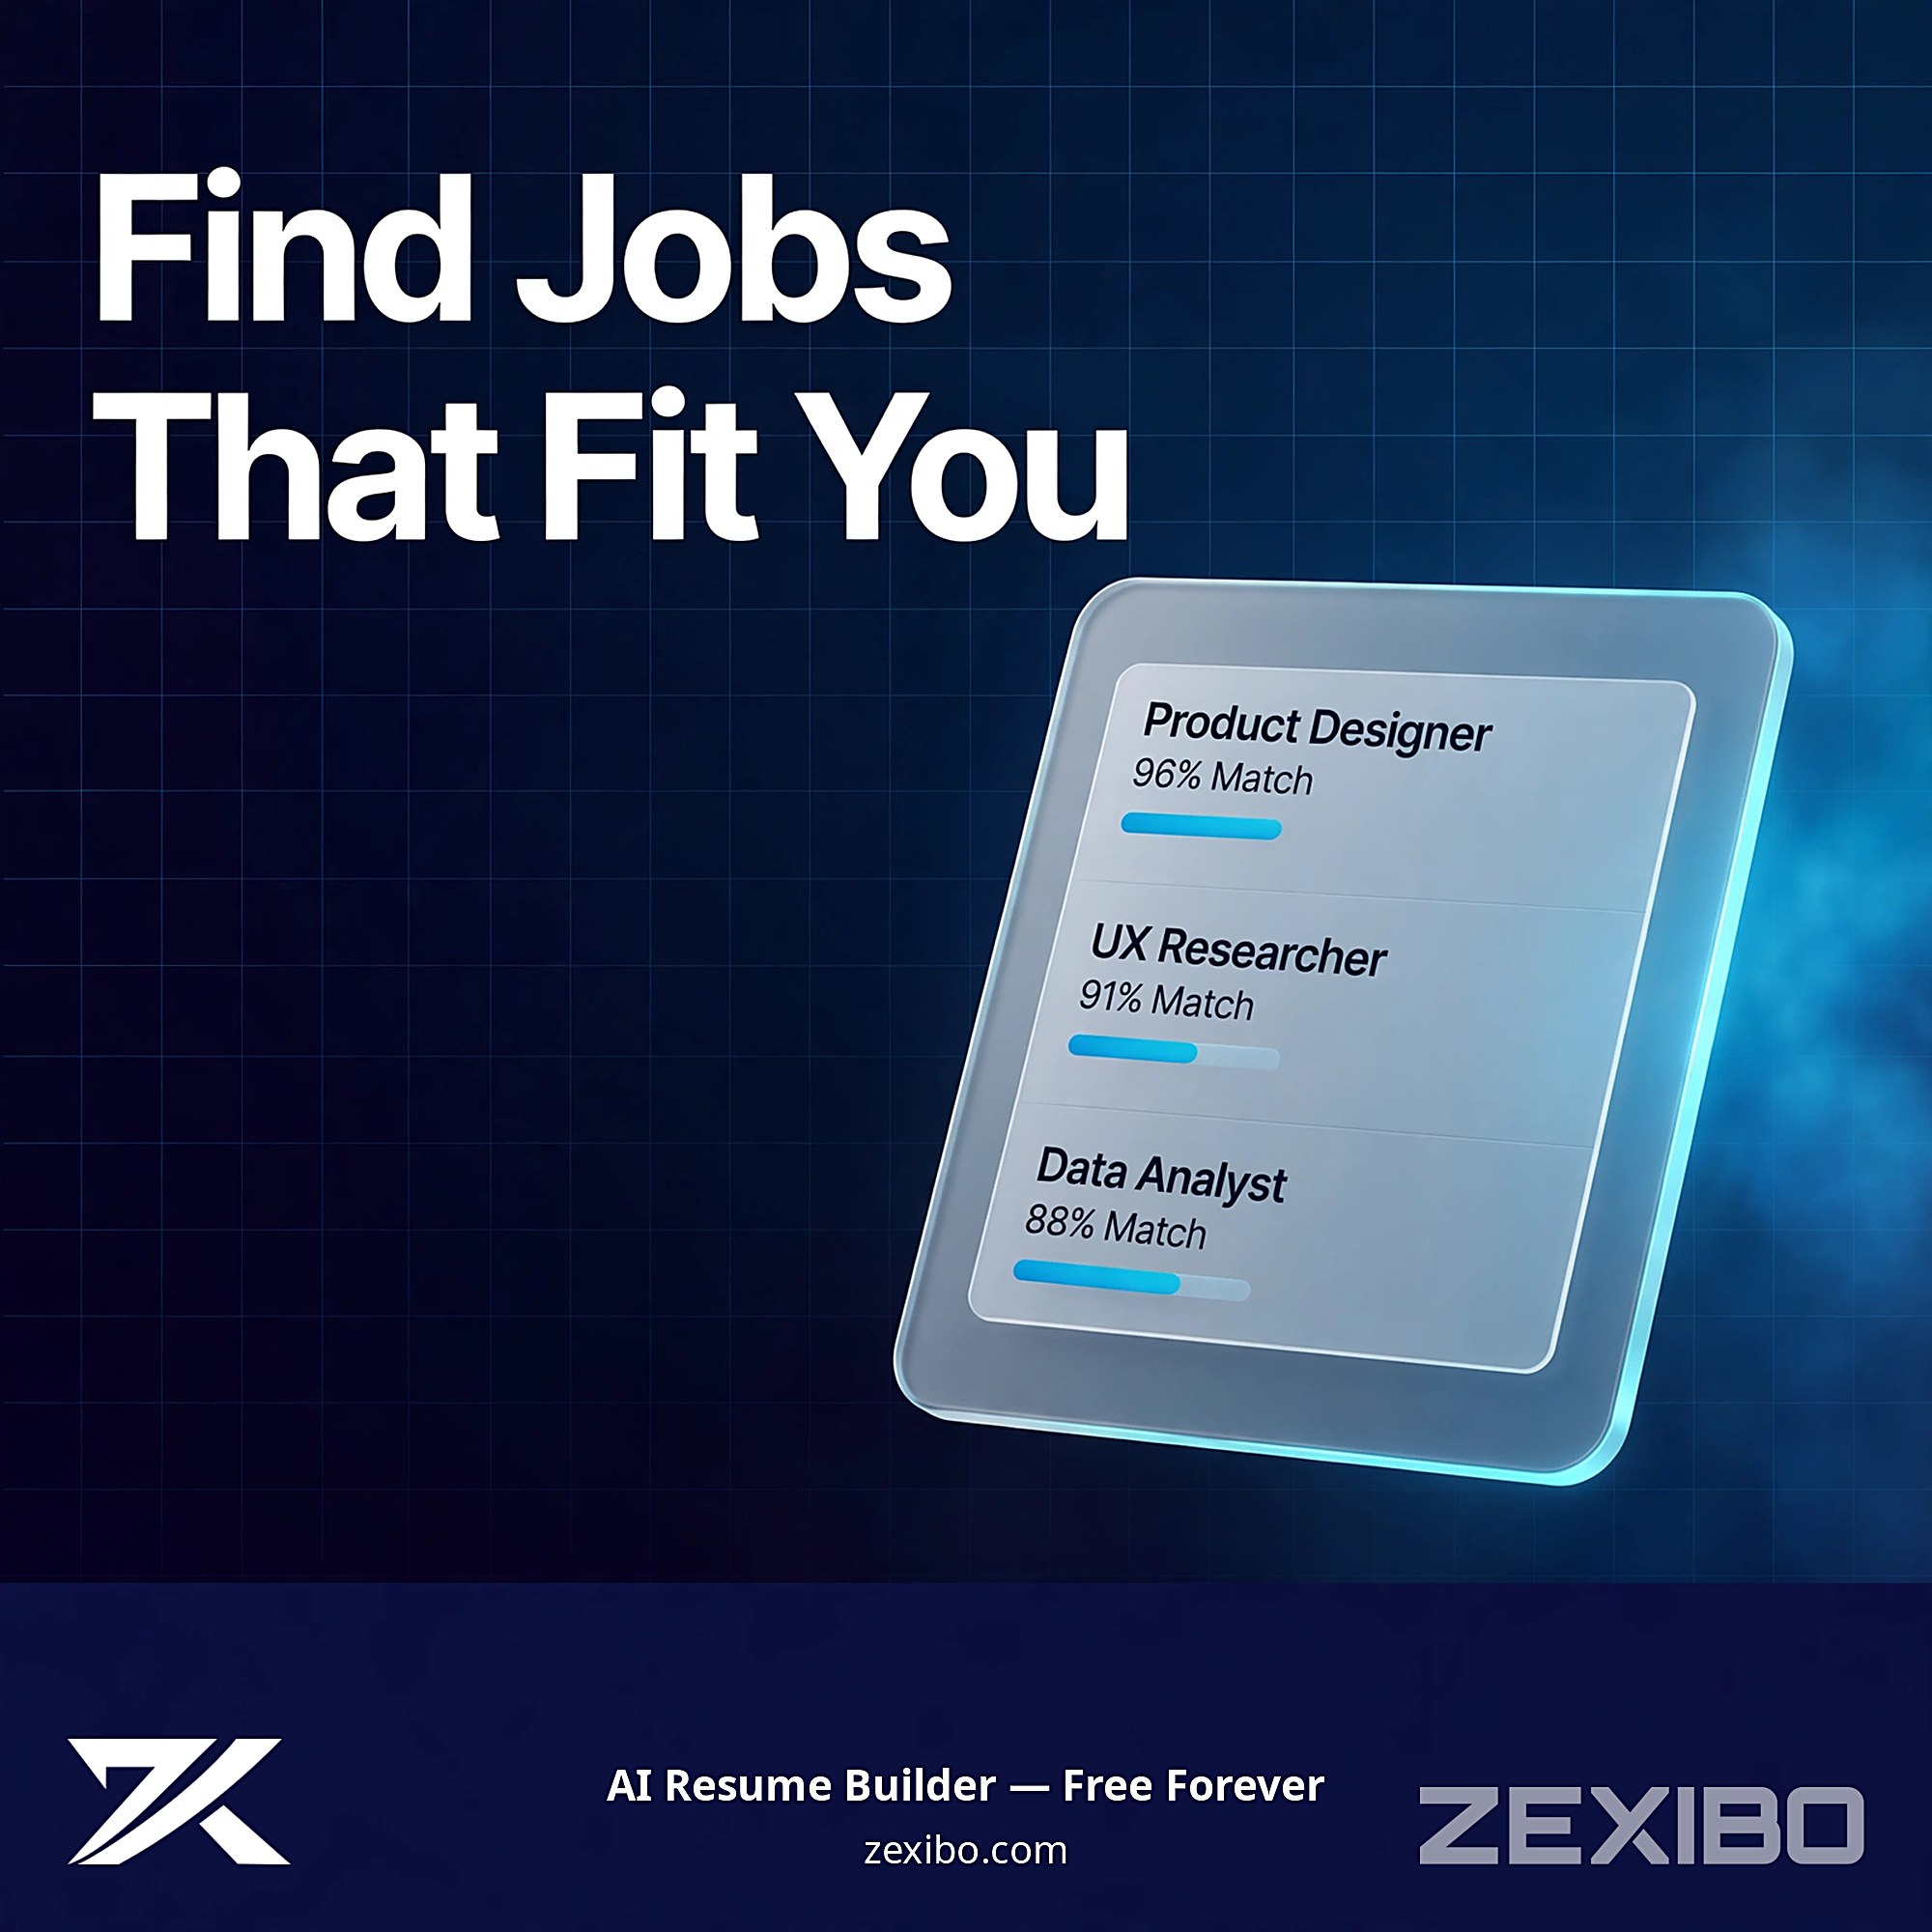 Find Jobs
That Fit You
Product Designer
96% Match
UX Researcher
91% Match
Data Analyst
88% Match
AI Resume Builder — Free Forever
zexibo.com
ZEXIBO